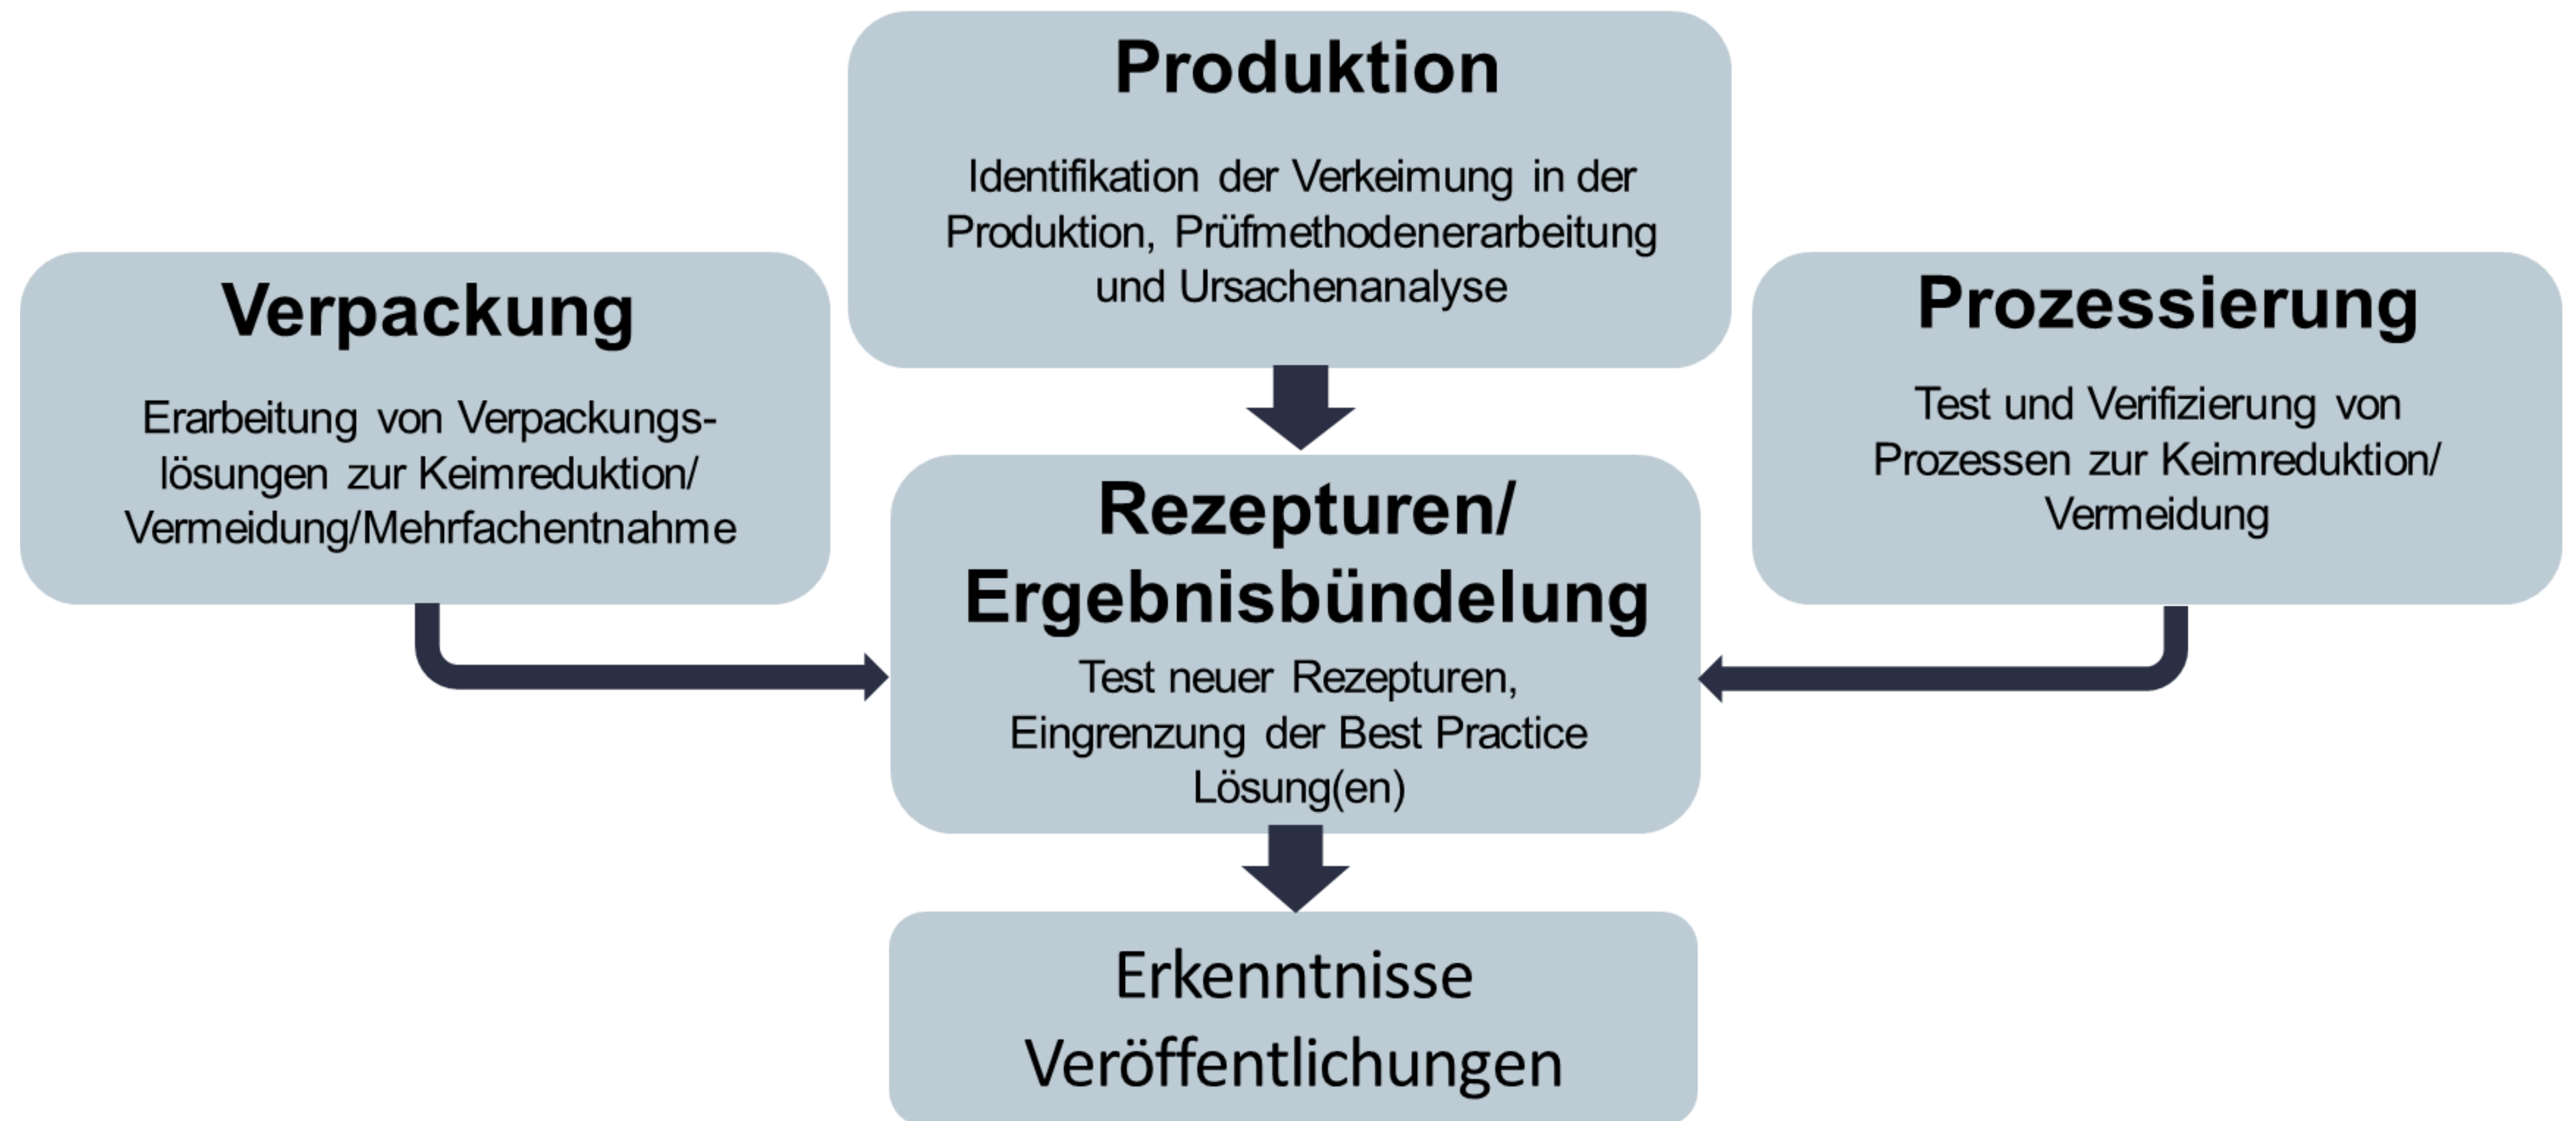 Produktion
Identifikation der Verkeimung in der
Produktion, Prüfmethodenerarbeitung
und Ursachenanalyse
Verpackung
Erarbeitung von Verpackungs-
lösungen zur Keimreduktion/
Vermeidung/Mehrfachentnahme
Prozessierung
Test und Verifizierung von
Prozessen zur Keimreduktion/
Vermeidung
Rezepturen/
Ergebnisbündelung
Test neuer Rezepturen,
Eingrenzung der Best Practice
Lösung(en)
Erkenntnisse
Veröffentlichungen